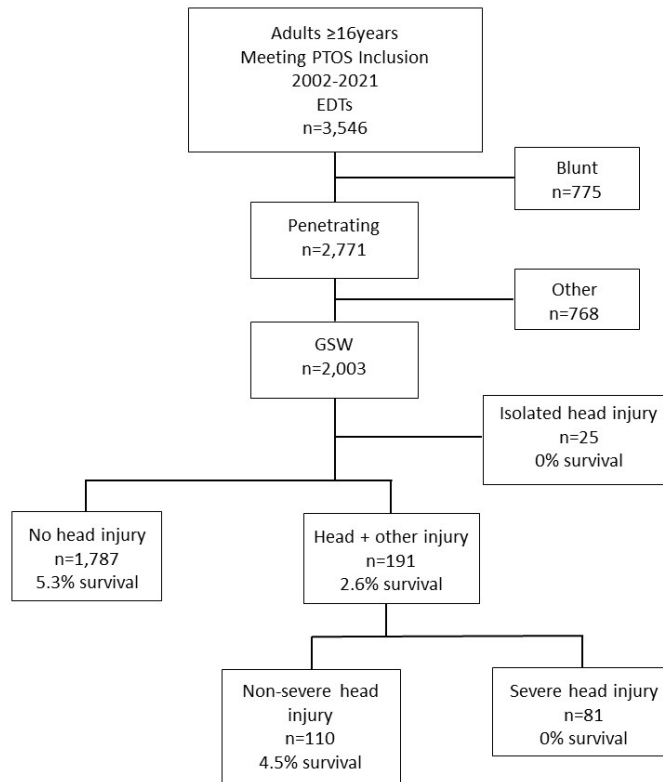 Adults ≥16years
Meeting PTOS Inclusion
2002-2021
EDTs
n=3,546
Blunt
n=775
Penetrating
n=2,771
Other
n=768
GSW
n=2,003
Isolated head injury
n=25
0% survival
No head injury
n=1,787
5.3% survival
Head + other injury
n=191
2.6% survival
Non-severe head
injury
n=110
4.5% survival
Severe head injury
n=81
0% survival